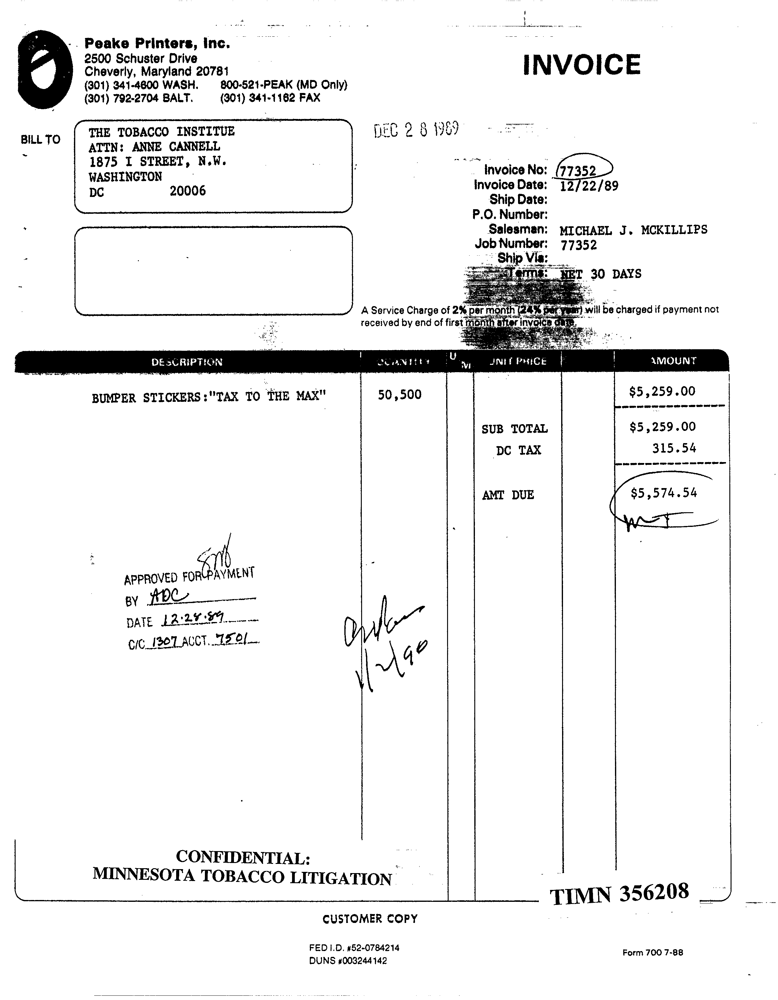 Peake Printers, Inc.
2500 Schuster Drive
Cheverly, Maryland 20781
(301) 341-4600 WASH. 800-521-PEAK (MD Only)
(301) 792-2704 BALT. (301) 341-1162 FAX
INVOICE
BILL TO
THE TOBACCO INSTITUE
ATTN: ANNE CANNELL
1875 I STREET, N.W.
WASHINGTON
DC 20006
DEC 28 1989
Invoice No: 77352
Invoice Date: 12/22/89
Ship Date:
P.O. Number:
Salesman: MICHAEL J. MCKILLIPS
Job Number: 77352
Ship Via:
Terms: NET 30 DAYS
A Service Charge of 2% per month (24% per year) will be charged if payment not
received by end of first month after invoice date.
DESCRIPTION QUANTITY UM UNIT PRICE AMOUNT
BUMPER STICKERS:"TAX TO THE MAX" 50,500 $5,259.00
SUB TOTAL $5,259.00
DC TAX 315.54
AMT DUE $5,574.54
APPROVED FOR PAYMENT
BY ADC
DATE 12.28.89
C/C 1307 ACCT. 7501
1/2/90
CONFIDENTIAL:
MINNESOTA TOBACCO LITIGATION
TIMN 356208
CUSTOMER COPY
FED I.D. #52-0784214
DUNS #003244142
Form 700 7-88